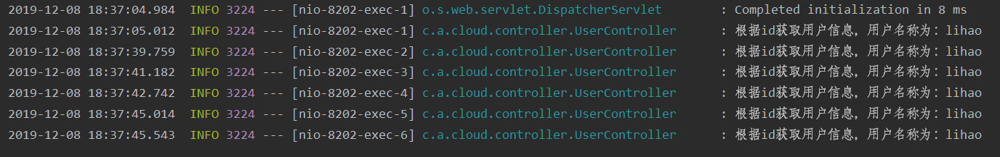 2019-12-08 18:37:04.984  INFO 3224 --- [nio-8202-exec-1] o.s.web.servlet.DispatcherServlet        : Completed initialization in 8 ms
2019-12-08 18:37:05.012  INFO 3224 --- [nio-8202-exec-1] c.a.cloud.controller.UserController      : 根据id获取用户信息，用户名称为：lihao
2019-12-08 18:37:39.759  INFO 3224 --- [nio-8202-exec-2] c.a.cloud.controller.UserController      : 根据id获取用户信息，用户名称为：lihao
2019-12-08 18:37:41.182  INFO 3224 --- [nio-8202-exec-3] c.a.cloud.controller.UserController      : 根据id获取用户信息，用户名称为：lihao
2019-12-08 18:37:42.742  INFO 3224 --- [nio-8202-exec-4] c.a.cloud.controller.UserController      : 根据id获取用户信息，用户名称为：lihao
2019-12-08 18:37:45.014  INFO 3224 --- [nio-8202-exec-5] c.a.cloud.controller.UserController      : 根据id获取用户信息，用户名称为：lihao
2019-12-08 18:37:45.543  INFO 3224 --- [nio-8202-exec-6] c.a.cloud.controller.UserController      : 根据id获取用户信息，用户名称为：lihao